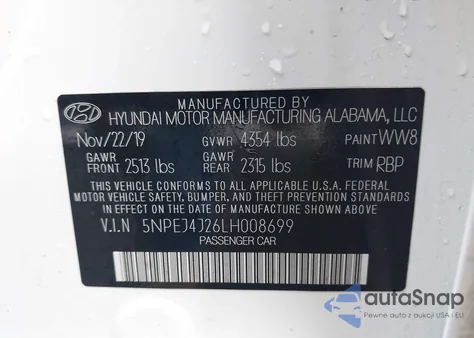 MANUFACTURED BY
HYUNDAI MOTOR MANUFACTURING ALABAMA, LLC
Nov/22/19 GVWR 4354 lbs PAINT WW8
GAWR FRONT 2513 lbs GAWR REAR 2315 lbs TRIM RBP
THIS VEHICLE CONFORMS TO ALL APPLICABLE U.S.A. FEDERAL
MOTOR VEHICLE SAFETY, BUMPER, AND THEFT PREVENTION STANDARDS
IN EFFECT ON THE DATE OF MANUFACTURE SHOWN ABOVE.
V.I.N 5NPEJ4J26LH008699
PASSENGER CAR
autoSnap
Pewne auta z USA i EU